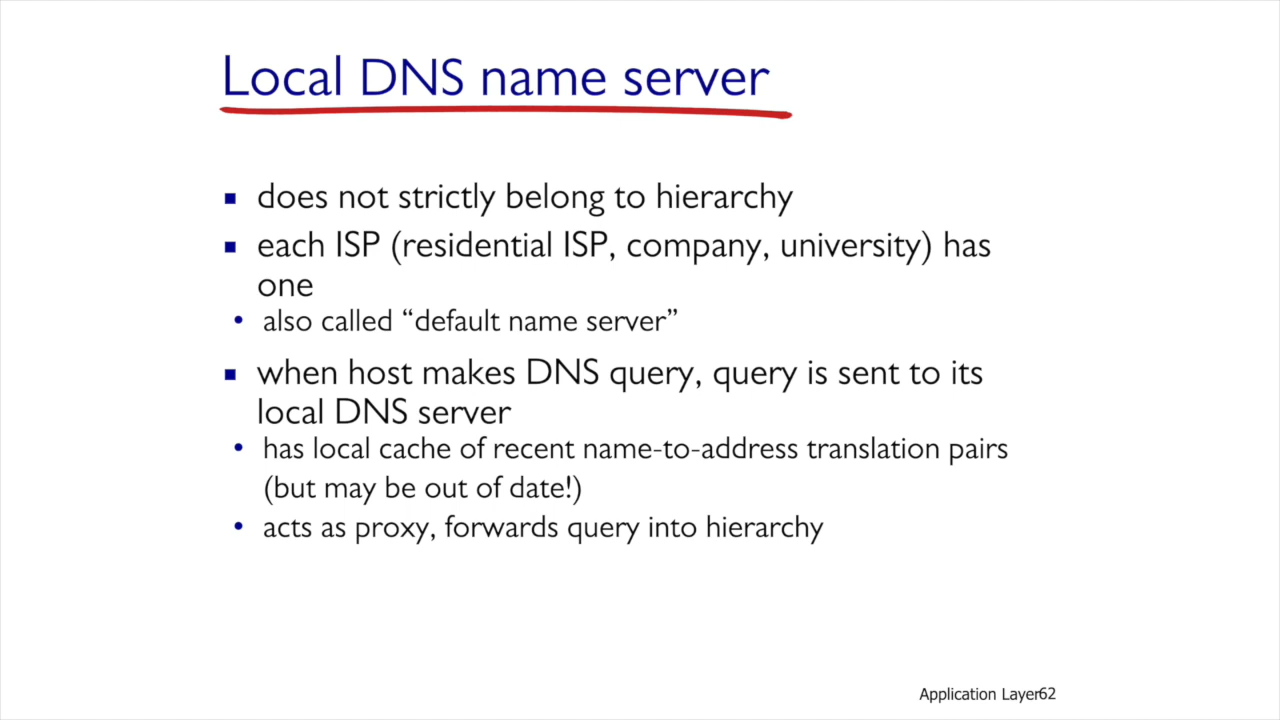 Local DNS name server
does not strictly belong to hierarchy
each ISP (residential ISP, company, university) has
one
also called “default name server”
when host makes DNS query, query is sent to its
local DNS server
has local cache of recent name-to-address translation pairs
(but may be out of date!)
acts as proxy, forwards query into hierarchy
Application Layer62